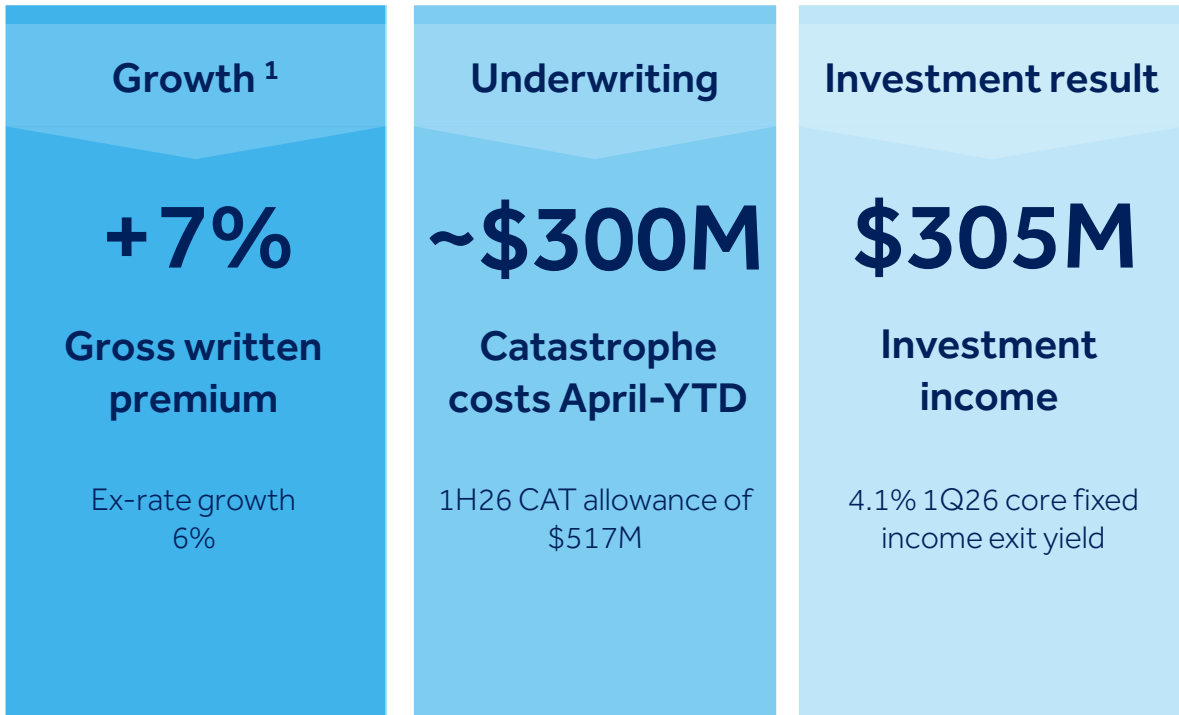 Growth 1
+7%
Gross written
premium
Ex-rate growth
6%
Underwriting
~$300M
Catastrophe
costs April-YTD
1H26 CAT allowance of
$517M
Investment result
$305M
Investment
income
4.1% 1Q26 core fixed
income exit yield